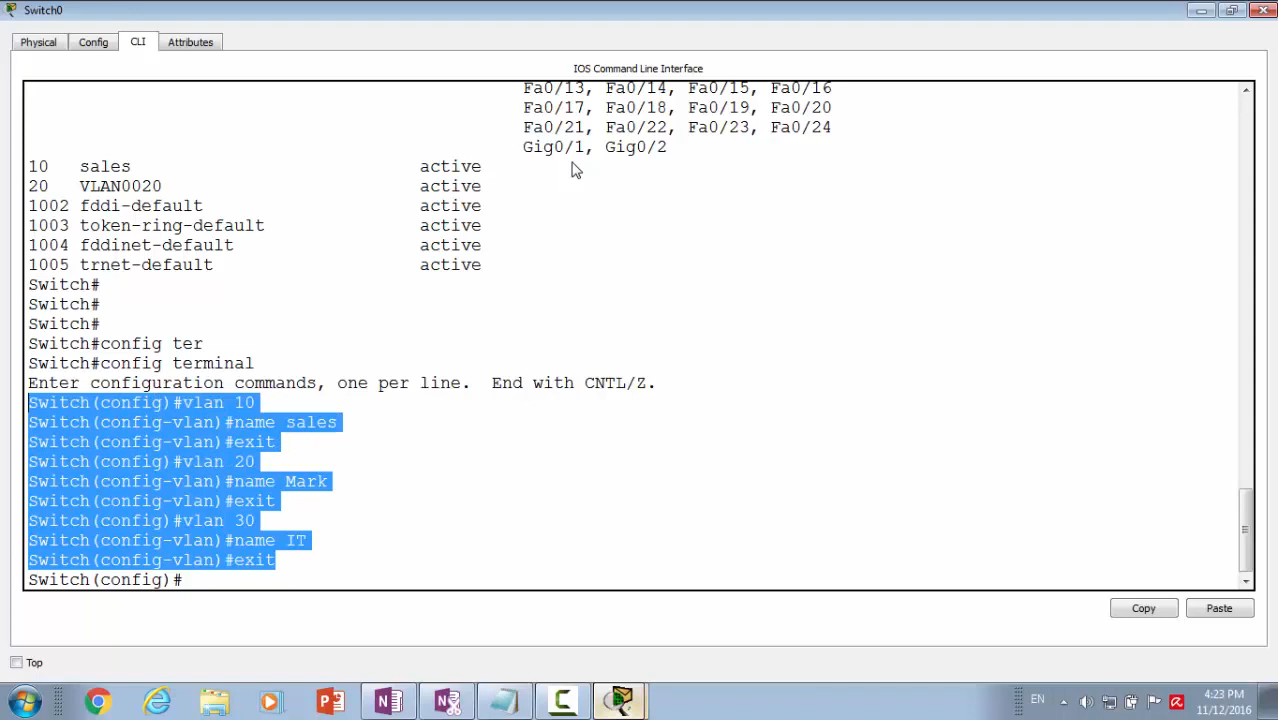 Switch0
Physical Config CLI Attributes
IOS Command Line Interface
Fa0/13, Fa0/14, Fa0/15, Fa0/16
Fa0/17, Fa0/18, Fa0/19, Fa0/20
Fa0/21, Fa0/22, Fa0/23, Fa0/24
Gig0/1, Gig0/2
10 sales active
20 VLAN0020 active
1002 fddi-default active
1003 token-ring-default active
1004 fddinet-default active
1005 trnet-default active
Switch#
Switch#
Switch#
Switch#config ter
Switch#config terminal
Enter configuration commands, one per line. End with CNTL/Z.
Switch(config)#vlan 10
Switch(config-vlan)#name sales
Switch(config-vlan)#exit
Switch(config)#vlan 20
Switch(config-vlan)#name Mark
Switch(config-vlan)#exit
Switch(config)#vlan 30
Switch(config-vlan)#name IT
Switch(config-vlan)#exit
Switch(config)#
Copy Paste
Top
EN 4:23 PM
11/12/2016